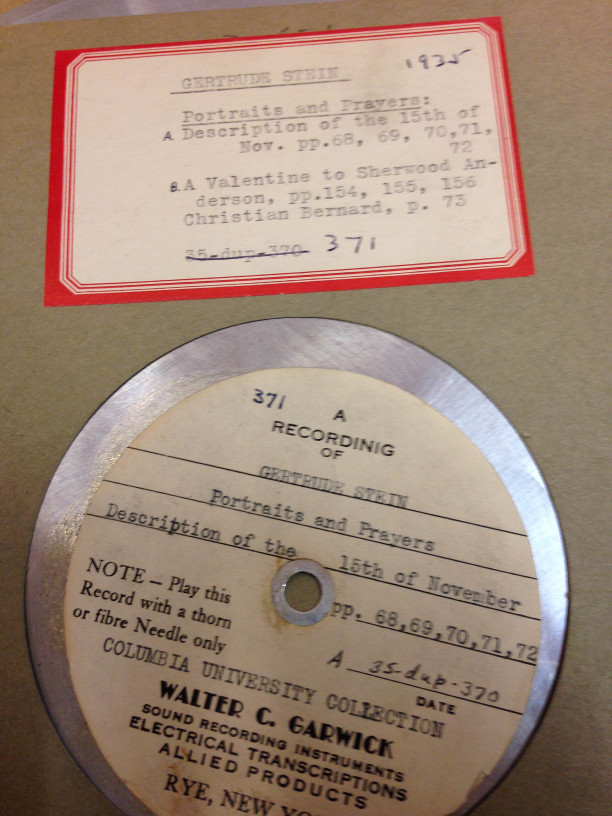 1935
GERTRUDE STEIN
Portraits and Prayers:
A Description of the 15th of
Nov. pp.68, 69, 70,71,
72
B. A Valentine to Sherwood An-
derson, pp.154, 155, 156
Christian Bernard, p. 73
35-dup-370 371
371 A
RECORDINIG
OF
GERTRUDE STEIN
Portraits and Prayers
Description of the 15th of November
pp. 68,69,70,71,72
NOTE – Play this
Record with a thorn
or fibre Needle only
A 35-dup-370
DATE
COLUMBIA UNIVERSITY COLLECTION
WALTER C. GARWICK
SOUND RECORDING INSTRUMENTS
ELECTRICAL TRANSCRIPTIONS
ALLIED PRODUCTS
RYE, NEW YO